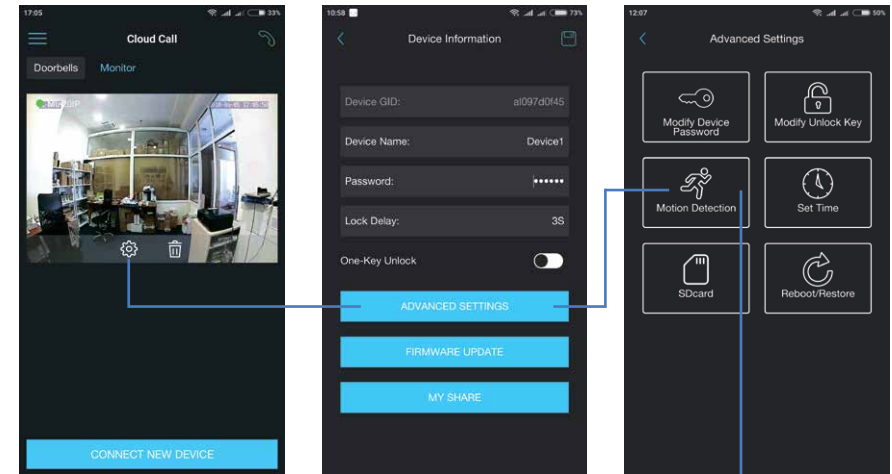 17:05
33%
Cloud Call
Doorbells
Monitor
CONNECT NEW DEVICE
10:58
73%
Device Information
Device GID:
al097d0f45
Device Name:
Device1
Password:
••••••
Lock Delay:
3S
One-Key Unlock
ADVANCED SETTINGS
FIRMWARE UPDATE
MY SHARE
12:07
50%
Advanced Settings
Modify Device
Password
Modify Unlock Key
Motion Detection
Set Time
SDcard
Reboot/Restore